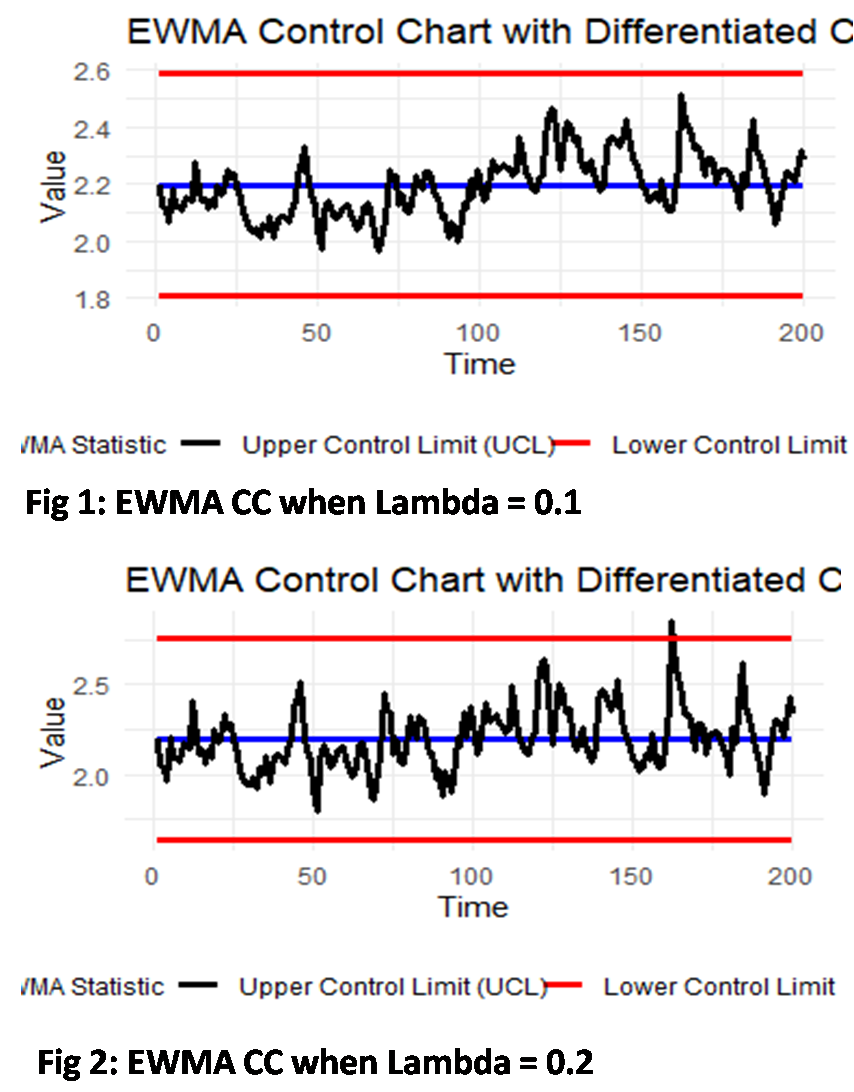 EWMA Control Chart with Differentiated C
2.6
2.4
2.2
2.0
1.8
Value
0 50 100 150 200
Time
VMA Statistic Upper Control Limit (UCL) Lower Control Limit
Fig 1: EWMA CC when Lambda = 0.1
EWMA Control Chart with Differentiated C
2.5
2.0
Value
0 50 100 150 200
Time
VMA Statistic Upper Control Limit (UCL) Lower Control Limit
Fig 2: EWMA CC when Lambda = 0.2